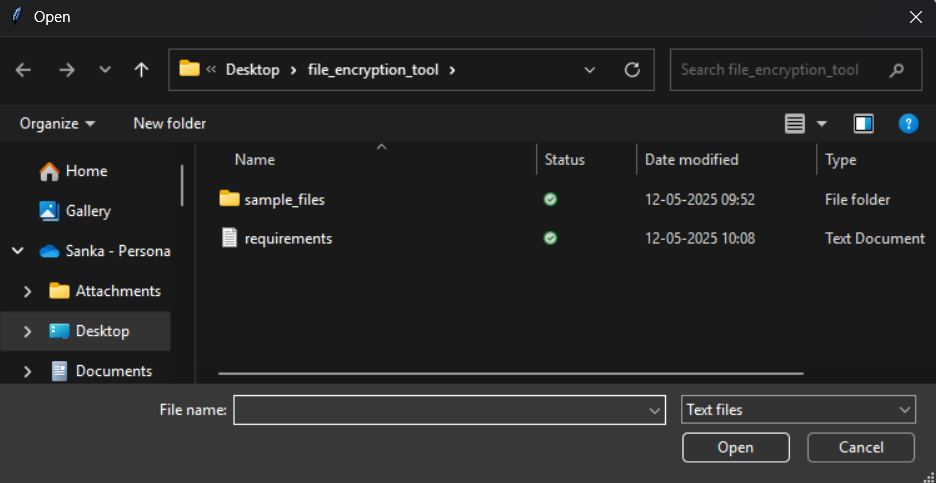 Open
« Desktop › file_encryption_tool ›
Search file_encryption_tool
Organize
New folder
Name
Status
Date modified
Type
Home
Gallery
Sanka - Persona
Attachments
Desktop
Documents
sample_files 12-05-2025 09:52 File folder
requirements 12-05-2025 10:08 Text Document
File name:
Text files
Open
Cancel